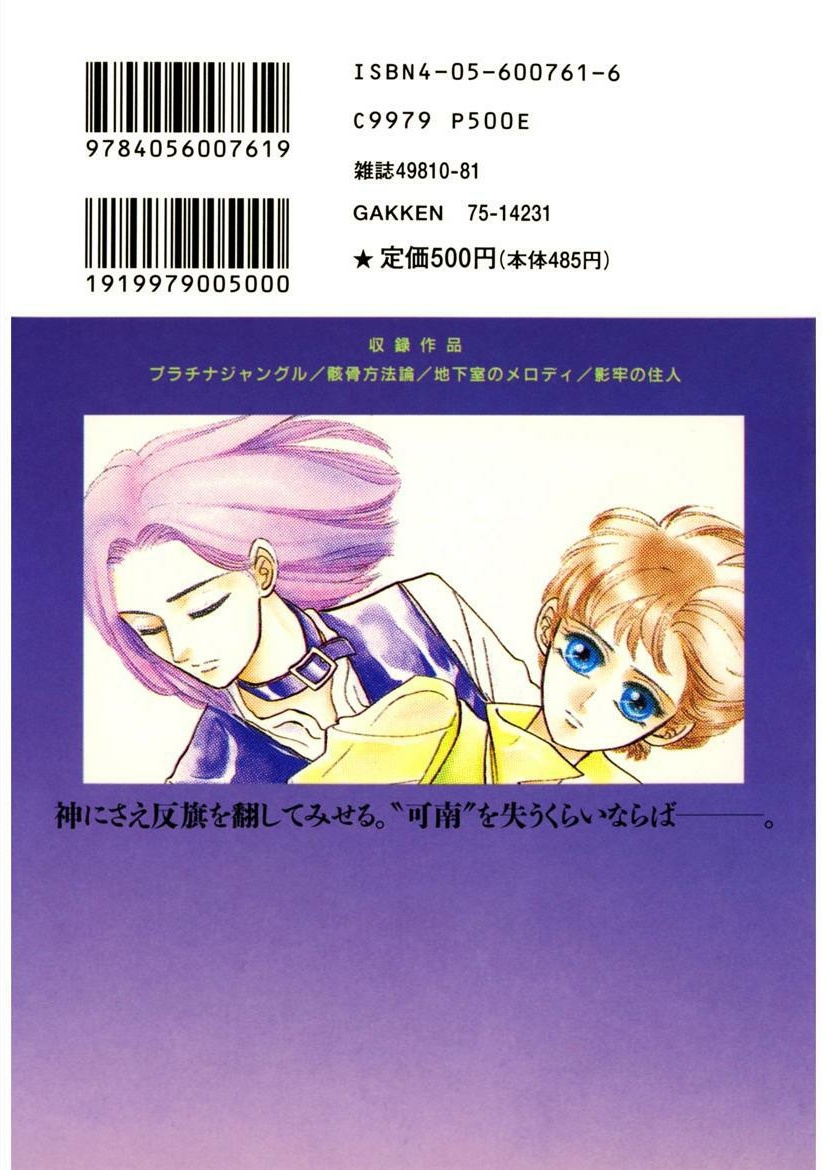 ISBN4-05-600761-6
9784056007619
C9979 P500E
雑誌49810-81
GAKKEN 75-14231
1919979005000
★定価500円(本体485円)
収録作品
プラチナジャングル／骸骨方法論／地下室のメロディ／影牢の住人
神にさえ反旗を翻してみせる。〝可南〟を失うくらいならば———。